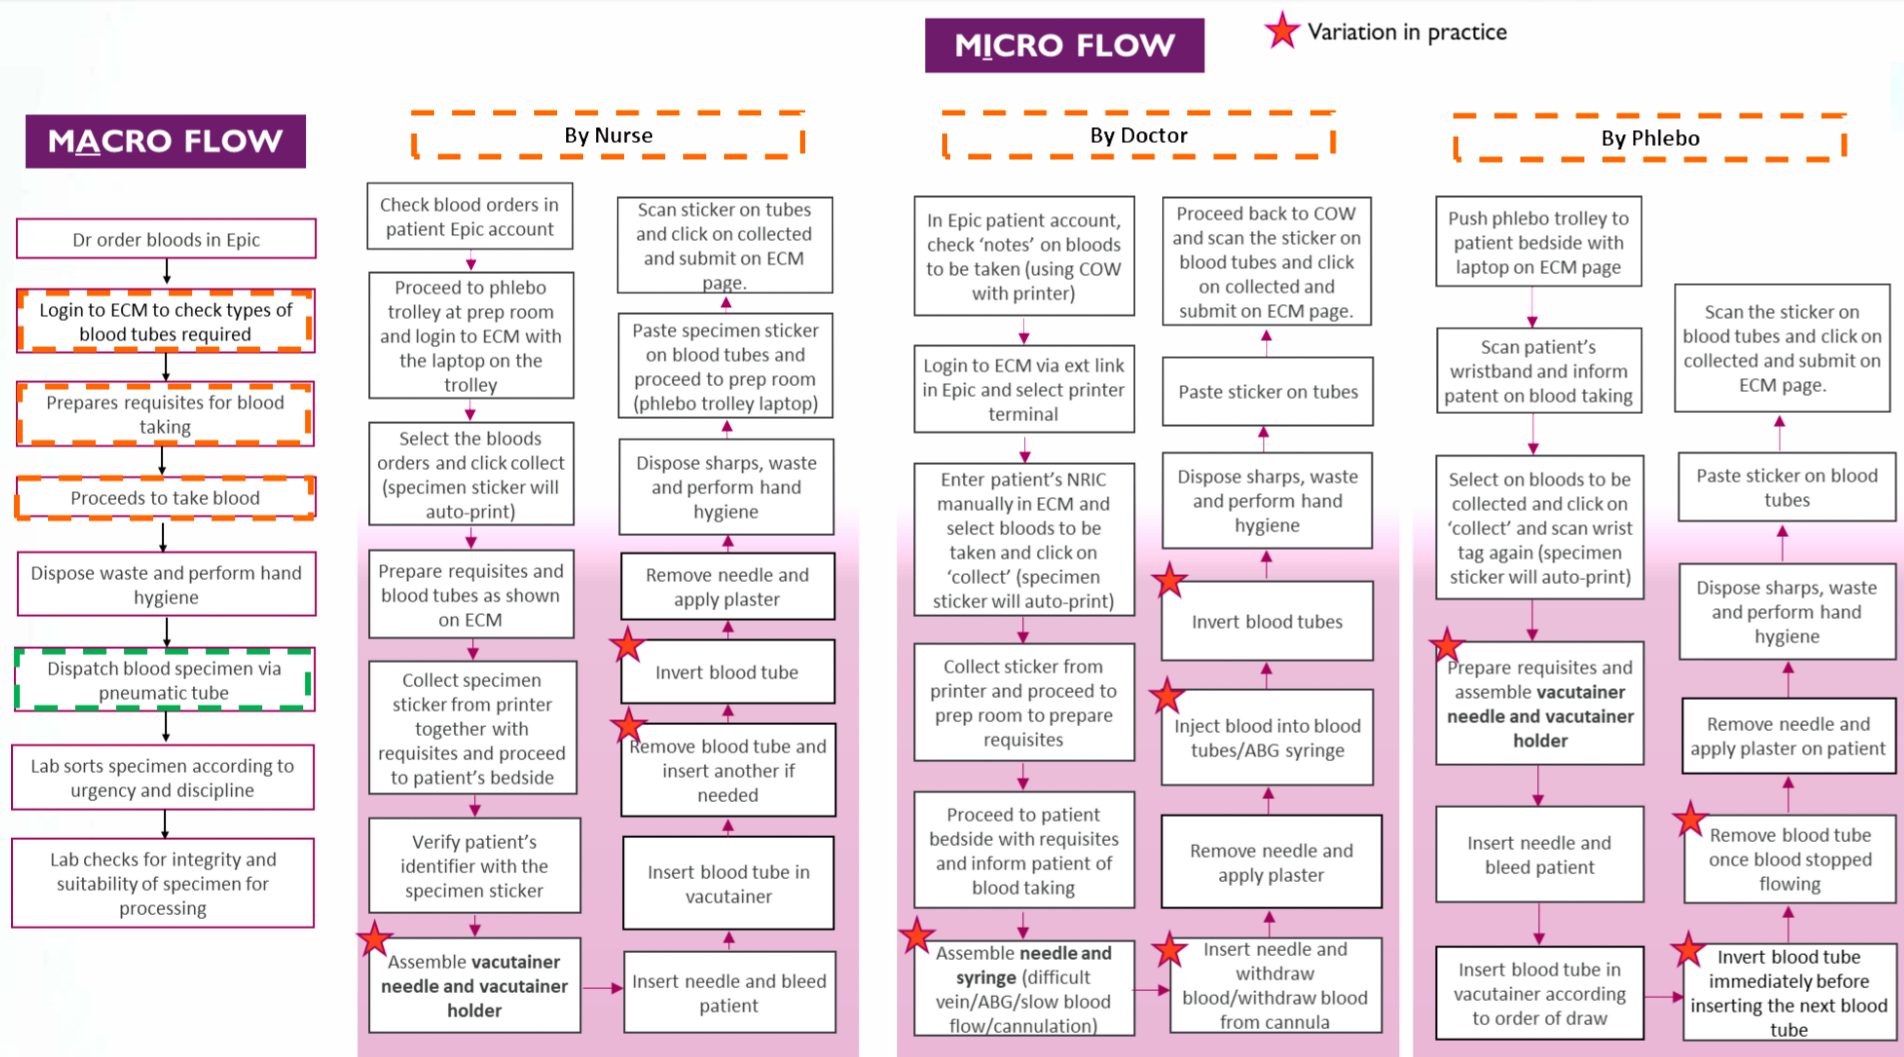 MICRO FLOW
Variation in practice
MACRO FLOW
Dr order bloods in Epic
Login to ECM to check types of
blood tubes required
Prepares requisites for blood
taking
Proceeds to take blood
Dispose waste and perform hand
hygiene
Dispatch blood specimen via
pneumatic tube
Lab sorts specimen according to
urgency and discipline
Lab checks for integrity and
suitability of specimen for
processing
By Nurse
Check blood orders in
patient Epic account
Proceed to phlebo
trolley at prep room
and login to ECM with
the laptop on the
trolley
Select the bloods
orders and click collect
(specimen sticker will
auto-print)
Prepare requisites and
blood tubes as shown
on ECM
Collect specimen
sticker from printer
together with
requisites and proceed
to patient's bedside
Verify patient's
identifier with the
specimen sticker
Assemble vacutainer
needle and vacutainer
holder
Insert needle and bleed
patient
Insert blood tube in
vacutainer
Remove blood tube and
insert another if
needed
Invert blood tube
Remove needle and
apply plaster
Dispose sharps, waste
and perform hand
hygiene
Paste specimen sticker
on blood tubes and
proceed to prep room
(phlebo trolley laptop)
Scan sticker on tubes
and click on collected
and submit on ECM
page.
By Doctor
In Epic patient account,
check 'notes' on bloods
to be taken (using COW
with printer)
Login to ECM via ext link
in Epic and select printer
terminal
Enter patient's NRIC
manually in ECM and
select bloods to be
taken and click on
'collect' (specimen
sticker will auto-print)
Collect sticker from
printer and proceed to
prep room to prepare
requisites
Proceed to patient
bedside with requisites
and inform patient of
blood taking
Assemble needle and
syringe (difficult
vein/ABG/slow blood
flow/cannulation)
Insert needle and
withdraw
blood/withdraw blood
from cannula
Remove needle and
apply plaster
Inject blood into blood
tubes/ABG syringe
Invert blood tubes
Dispose sharps, waste
and perform hand
hygiene
Paste sticker on tubes
Proceed back to COW
and scan the sticker on
blood tubes and click
on collected and
submit on ECM page.
By Phlebo
Push phlebo trolley to
patient bedside with
laptop on ECM page
Scan patient's
wristband and inform
patent on blood taking
Select on bloods to be
collected and click on
'collect' and scan wrist
tag again (specimen
sticker will auto-print)
Prepare requisites and
assemble vacutainer
needle and vacutainer
holder
Insert needle and
bleed patient
Insert blood tube in
vacutainer according
to order of draw
Invert blood tube
immediately before
inserting the next blood
tube
Remove blood tube
once blood stopped
flowing
Remove needle and
apply plaster on patient
Dispose sharps, waste
and perform hand
hygiene
Paste sticker on blood
tubes
Scan the sticker on
blood tubes and click on
collected and submit on
ECM page.